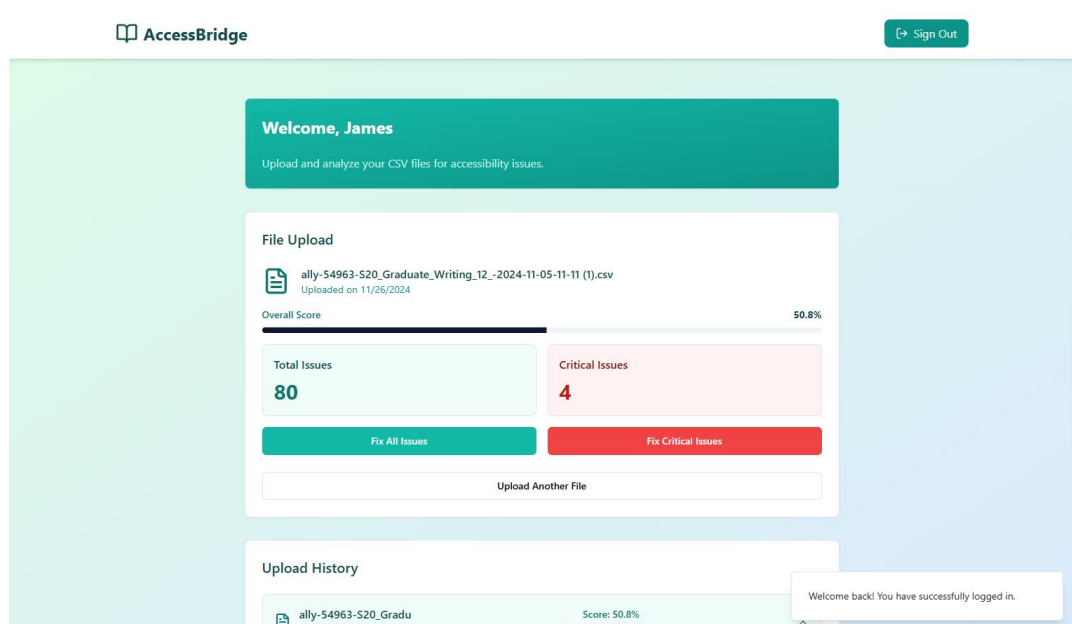 AccessBridge
Sign Out
Welcome, James
Upload and analyze your CSV files for accessibility issues.
File Upload
ally-54963-S20_Graduate_Writing_12_-2024-11-05-11-11 (1).csv
Uploaded on 11/26/2024
Overall Score 50.8%
Total Issues
80
Critical Issues
4
Fix All Issues
Fix Critical Issues
Upload Another File
Upload History
ally-54963-S20_Gradu
Score: 50.8%
Welcome back! You have successfully logged in.